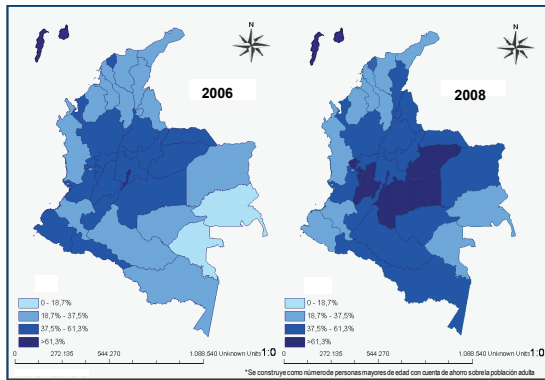 N
2006
0 - 18,7%
18,7% - 37,5%
37,5% - 61,3%
>61,3%
0 272.135 544.270 1.088.540 Unknown Units 1:0
N
2008
0 - 18,7%
18,7% - 37,5%
37,5% - 61,3%
>61,3%
0 272.135 544.270 1.088.540 Unknown Units 1:0
*Se construye como número de personas mayores de edad con cuenta de ahorro sobre la población adulta